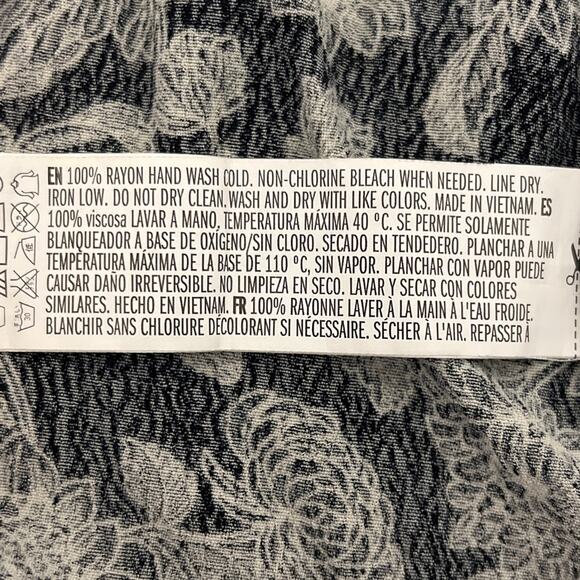 EN 100% RAYON HAND WASH COLD. NON-CHLORINE BLEACH WHEN NEEDED. LINE DRY.
IRON LOW. DO NOT DRY CLEAN. WASH AND DRY WITH LIKE COLORS. MADE IN VIETNAM. ES
100% viscosa LAVAR A MANO, TEMPERATURA MÁXIMA 40 ºC. SE PERMITE SOLAMENTE
BLANQUEADOR A BASE DE OXÍGENO/SIN CLORO. SECADO EN TENDEDERO. PLANCHAR A UNA
TEMPERATURA MÁXIMA DE LA BASE DE 110 ºC, SIN VAPOR. PLANCHAR CON VAPOR PUEDE
CAUSAR DAÑO IRREVERSIBLE. NO LIMPIEZA EN SECO. LAVAR Y SECAR CON COLORES
SIMILARES. HECHO EN VIETNAM. FR 100% RAYONNE LAVER À LA MAIN À L'EAU FROIDE.
BLANCHIR SANS CHLORURE DÉCOLORANT SI NÉCESSAIRE. SÉCHER À L'AIR. REPASSER À
30